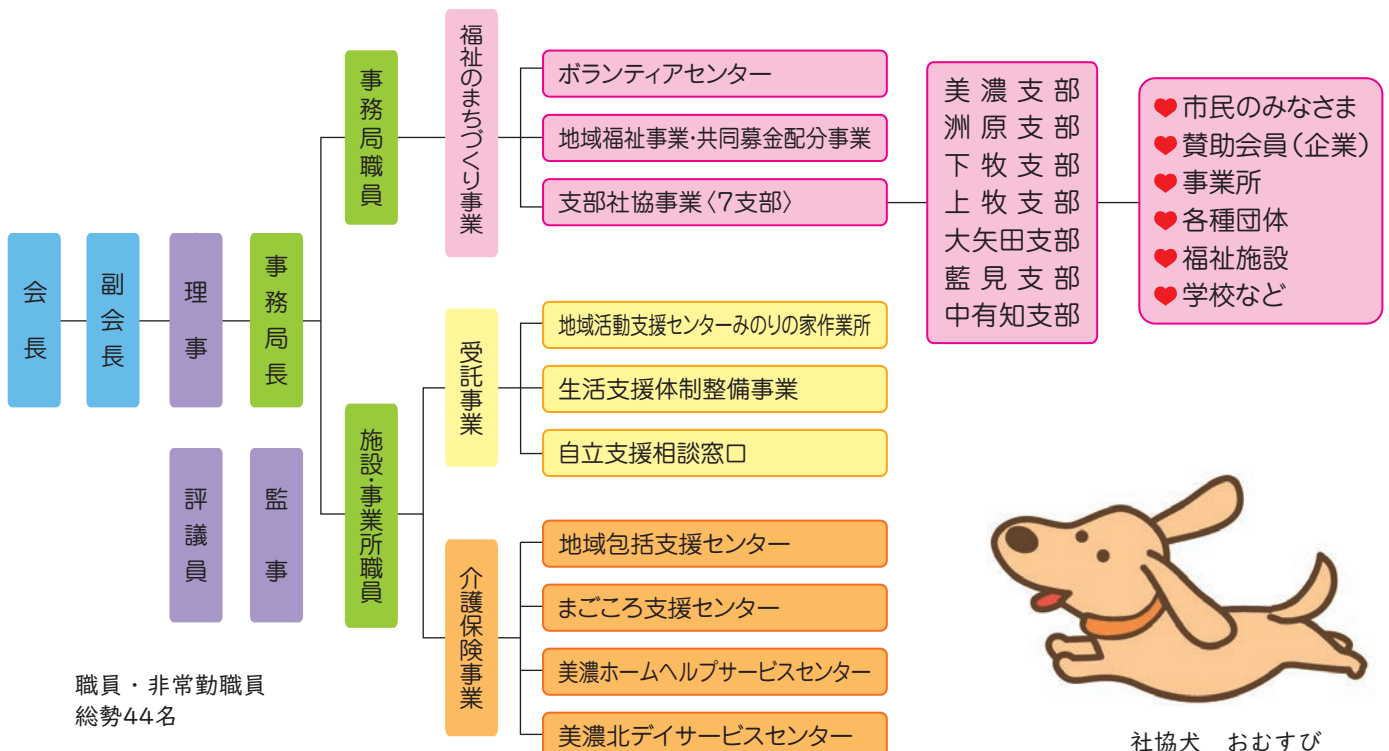 会長
副会長
理事
事務局長
評議員
監事
事務局職員
施設・事業所職員
福祉のまちづくり事業
ボランティアセンター
地域福祉事業・共同募金配分事業
支部社協事業〈7支部〉
美濃支部
洲原支部
下牧支部
上牧支部
大矢田支部
藍見支部
中有知支部
♥市民のみなさま
♥賛助会員(企業)
♥事業所
♥各種団体
♥福祉施設
♥学校など
受託事業
地域活動支援センターみのりの家作業所
生活支援体制整備事業
自立支援相談窓口
介護保険事業
地域包括支援センター
まごころ支援センター
美濃ホームヘルプサービスセンター
美濃北デイサービスセンター
職員・非常勤職員
総勢44名
社協犬 おむすび